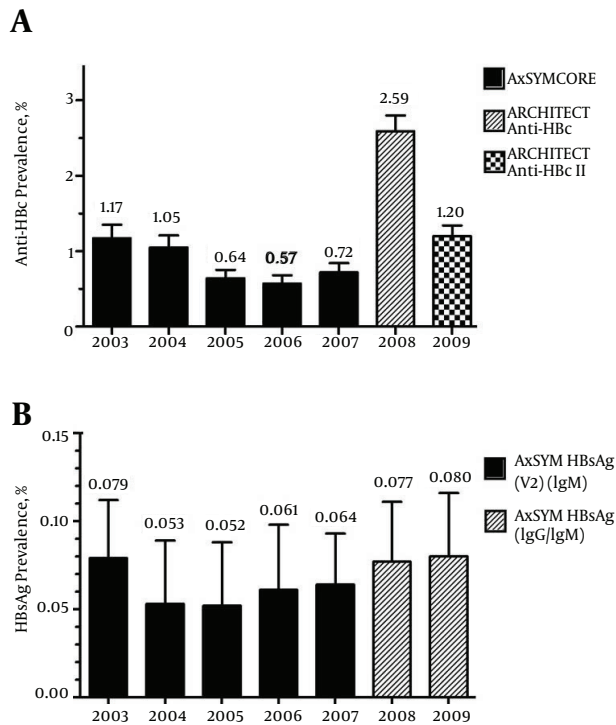 A
Anti-HBc Prevalence, %
3
2
1
0
1.17
1.05
0.64
0.57
0.72
2.59
1.20
2003
2004
2005
2006
2007
2008
2009
AxSYMCORE
ARCHITECT
Anti-HBc
ARCHITECT
Anti-HBc II
B
HBsAg Prevalence, %
0.15
0.10
0.05
0.00
0.079
0.053
0.052
0.061
0.064
0.077
0.080
2003
2004
2005
2006
2007
2008
2009
AxSYM HBsAg
(V2) (lgM)
AxSYM HBsAg
(lgG/lgM)